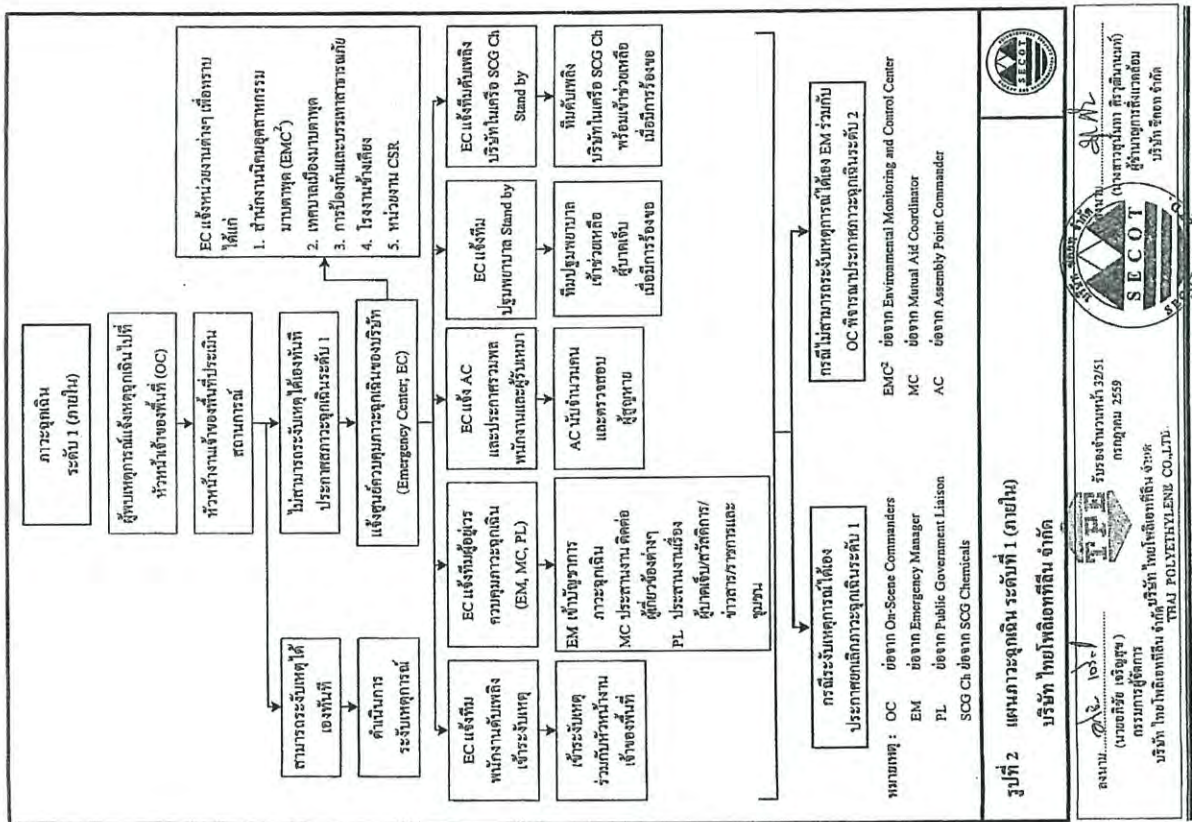 ภาวะฉุกเฉิน
ระดับ 1 (ภายใน)
ผู้พบเหตุการณ์แจ้งเหตุฉุกเฉินไปที่
หัวหน้าเจ้าของพื้นที่ (OC)
หัวหน้างานเจ้าของพื้นที่ประเมิน
สถานการณ์
สามารถระงับเหตุได้
เองทันที
ดำเนินการ
ระงับเหตุการณ์
ไม่สามารถระงับเหตุได้เองทันที
ประกาศสภาวะฉุกเฉินระดับ 1
แจ้งศูนย์ควบคุมภาวะฉุกเฉินของบริษัท
(Emergency Center, EC)
EC แจ้งหน่วยงานต่างๆ เพื่อทราบ
ได้แก่
1. สำนักงานนิคมอุตสาหกรรม
มาบตาพุด (EMC²)
2. เทศบาลเมืองมาบตาพุด
3. การป้องกันและบรรเทาสาธารณภัย
4. โรงงานข้างเคียง
5. หน่วยงาน CSR
EC แจ้งทีม
พนักงานดับเพลิง
เข้าระงับเหตุ
เข้าระงับเหตุ
ร่วมกับหัวหน้างาน
เจ้าของพื้นที่
EC แจ้งทีมผู้อยู่เวร
ควบคุมภาวะฉุกเฉิน
(EM, MC, PL)
EM เข้าบัญชาการ
ภาวะฉุกเฉิน
MC ประสานงาน ติดต่อ
ผู้เกี่ยวข้องต่างๆ
PL ประสานงานเรื่อง
ผู้บาดเจ็บ/สวัสดิการ/
ข่าวสาร/ราชการและ
ชุมชน
EC แจ้ง AC
และประกาศรวมพล
พนักงานและผู้รับเหมา
AC นับจำนวนคน
และตรวจสอบ
ผู้สูญหาย
EC แจ้งทีม
ปฐมพยาบาล Stand by
ทีมปฐมพยาบาล
เข้าช่วยเหลือ
ผู้บาดเจ็บ
เมื่อมีการร้องขอ
EC แจ้งทีมดับเพลิง
บริษัทในเครือ SCG Ch
Stand by
ทีมดับเพลิง
บริษัทในเครือ SCG Ch
พร้อมเข้าช่วยเหลือ
เมื่อมีการร้องขอ
กรณีระงับเหตุการณ์ได้เอง
ประกาศยกเลิกภาวะฉุกเฉินระดับ 1
กรณีไม่สามารถระงับเหตุการณ์ได้เอง EM ร่วมกับ
OC พิจารณาประกาศภาวะฉุกเฉินระดับ 2
หมายเหตุ : OC ย่อจาก On-Scene Commanders
EM ย่อจาก Emergency Manager
PL ย่อจาก Public Government Liaison
SCG Ch ย่อจาก SCG Chemicals
EMC² ย่อจาก Environmental Monitoring and Control Center
MC ย่อจาก Mutual Aid Coordinator
AC ย่อจาก Assembly Point Commander
รูปที่ 2 แผนภาวะฉุกเฉิน ระดับที่ 1 (ภายใน)
บริษัท ไทยโพลิเอททีลีน จำกัด
SECOT
ลงนาม
(นายอภิชัย เจริญสุข)
กรรมการผู้จัดการ
บริษัท ไทยโพลิเอททีลีน จำกัด
บริษัท ไทยโพลิเอททีลีน จำกัด
THAI POLYETHYLENE CO.,LTD.
รับรองจำนวนหน้า 32/51
กรกฎาคม 2559
SECOT
ลงนาม
ผู้ชำนาญการสิ่งแวดล้อม
บริษัท ซีคอท จำกัด